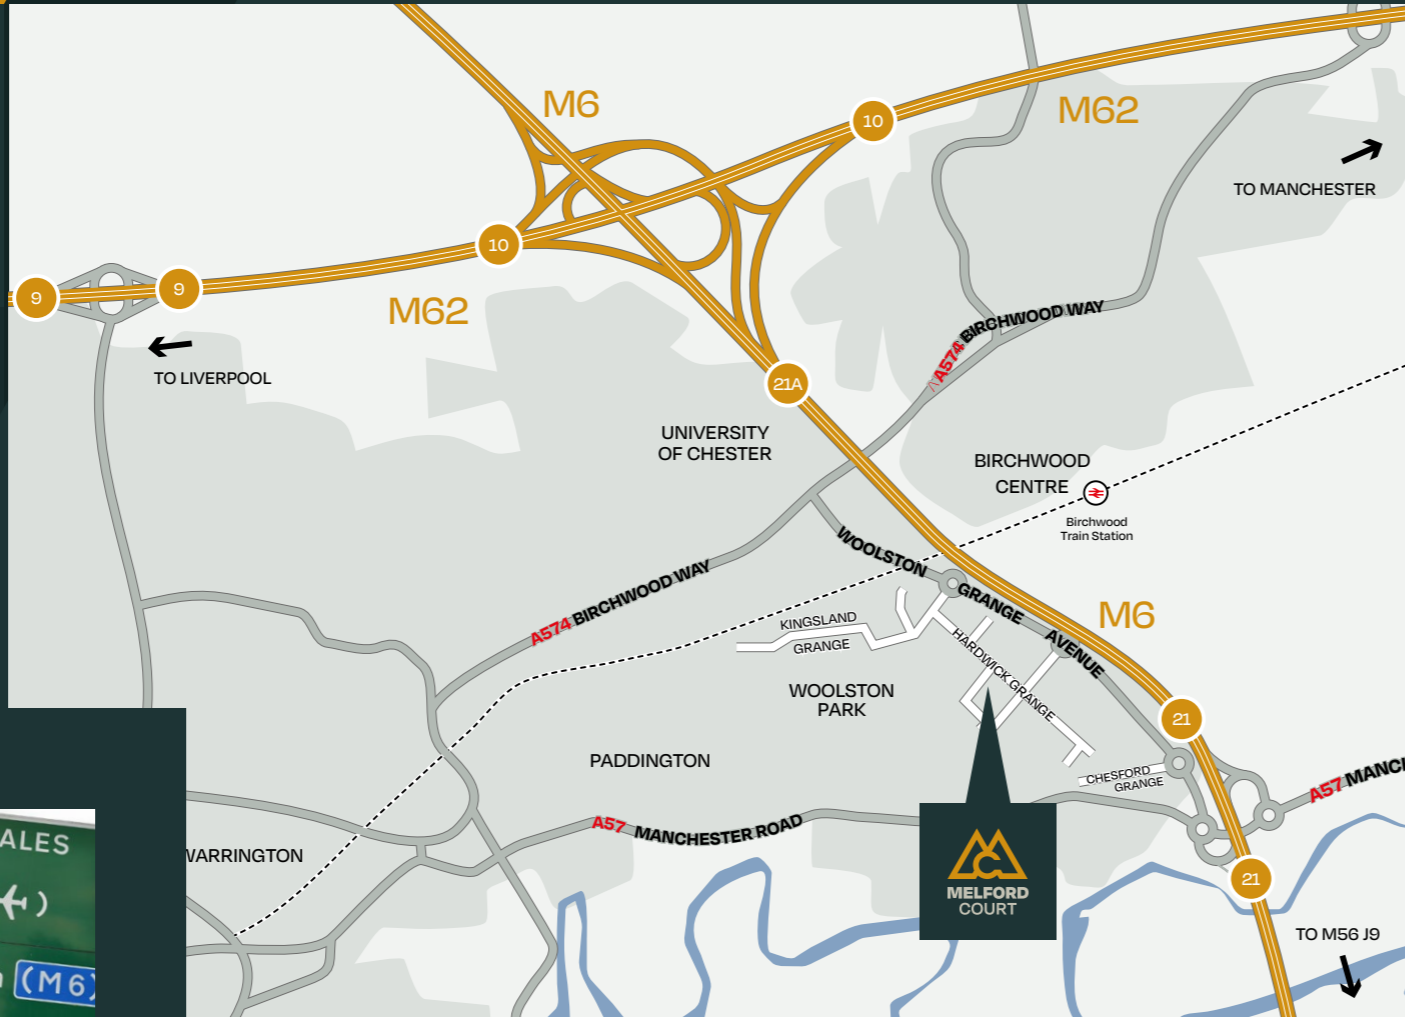 M6
M62
10
TO MANCHESTER
10
9
9
M62
A574 BIRCHWOOD WAY
TO LIVERPOOL
21A
UNIVERSITY
OF CHESTER
BIRCHWOOD
CENTRE
Birchwood
Train Station
WOOLSTON GRANGE AVENUE
A574 BIRCHWOOD WAY
M6
KINGSLAND
GRANGE
HARDWICK GRANGE
WOOLSTON
PARK
21
PADDINGTON
CHESFORD
GRANGE
A57 MANCHESTER ROAD
A57 MANCH
WARRINGTON
ALES
MELFORD
COURT
21
TO M56 J9
(M6)